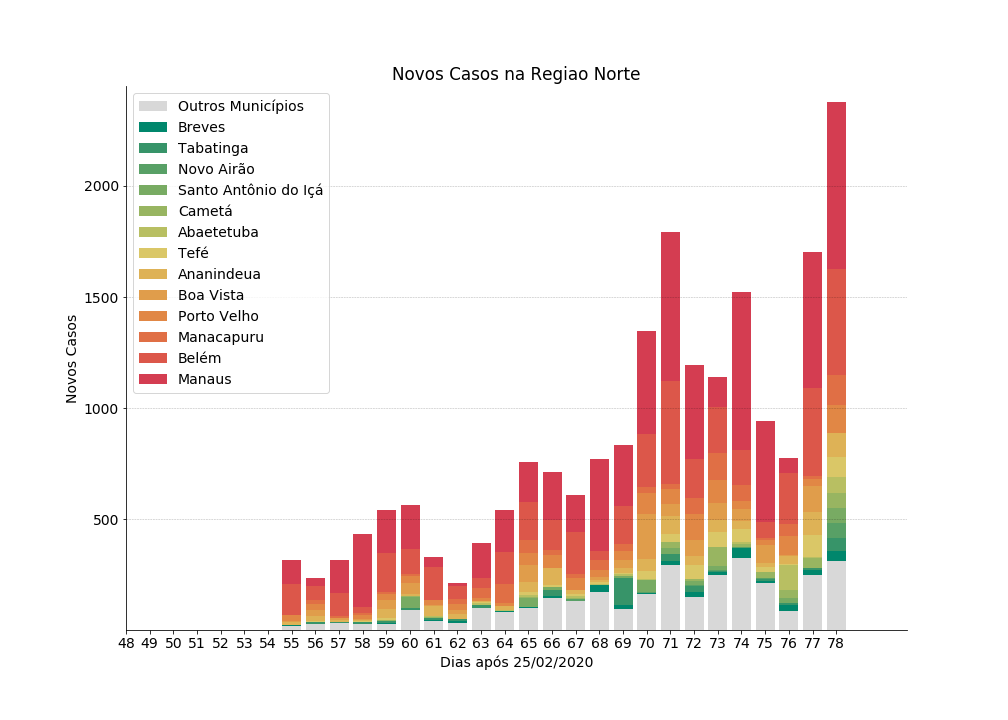 Novos Casos na Regiao Norte
Outros Municípios
Breves
Tabatinga
Novo Airão
Santo Antônio do Içá
Cametá
Abaetetuba
Tefé
Ananindeua
Boa Vista
Porto Velho
Manacapuru
Belém
Manaus
Novos Casos
2000
1500
1000
500
48 49 50 51 52 53 54 55 56 57 58 59 60 61 62 63 64 65 66 67 68 69 70 71 72 73 74 75 76 77 78
Dias após 25/02/2020